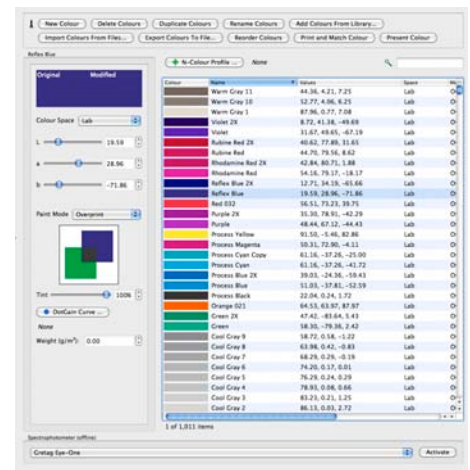 New Colour Delete Colours Duplicate Colours Rename Colours Add Colours From Library...
Import Colours From Files... Export Colours To File... Reorder Colours Print and Match Colour Present Colour
Reflex Blue
N-Colour Profile ... None
Original Modified
Colour Space Lab
L 19.59
a 28.96
b -71.86
Paint Mode Overprint
Tint 100%
DotGain Curve ...
None
Weight (g/m²): 0.00
Colour Name Values Space
Warm Gray 11 44.36, 4.21, 7.25 Lab
Warm Gray 10 52.77, 4.06, 6.25 Lab
Warm Gray 1 87.96, 0.77, 7.08 Lab
Violet 2X 8.72, 41.38, -49.69 Lab
Violet 31.67, 49.65, -67.19 Lab
Rubine Red 2X 40.62, 77.89, 31.65 Lab
Rubine Red 44.70, 79.56, 8.62 Lab
Rhodamine Red 2X 42.84, 80.71, 1.88 Lab
Rhodamine Red 54.16, 79.17, -18.17 Lab
Reflex Blue 2X 12.71, 34.19, -65.66 Lab
Reflex Blue 19.59, 28.96, -71.86 Lab
Red 032 56.51, 73.23, 39.75 Lab
Purple 2X 35.30, 78.91, -42.29 Lab
Purple 48.44, 67.12, -44.43 Lab
Process Yellow 91.50, -5.46, 82.86 Lab
Process Magenta 50.31, 72.90, -4.11 Lab
Process Cyan Copy 61.16, -37.26, -25.00 Lab
Process Cyan 61.16, -37.26, -41.72 Lab
Process Blue 2X 39.03, -24.36, -59.43 Lab
Process Blue 51.03, -37.81, -52.59 Lab
Process Black 22.04, 0.24, 1.72 Lab
Orange 021 64.53, 63.97, 87.97 Lab
Green 2X 47.42, -83.64, 5.43 Lab
Green 58.30, -79.38, 2.42 Lab
Cool Gray 9 58.72, 0.58, -1.22 Lab
Cool Gray 8 63.98, 0.42, -0.83 Lab
Cool Gray 7 68.29, 0.29, -0.19 Lab
Cool Gray 6 74.20, 0.17, 0.01 Lab
Cool Gray 5 76.29, 0.24, 0.29 Lab
Cool Gray 4 78.93, 0.08, 0.66 Lab
Cool Gray 3 83.23, 0.21, 1.25 Lab
Cool Gray 2 86.13, 0.03, 2.72 Lab
1 of 1,011 items
Spectrophotometer (offline)
Gretag Eye-One Activate